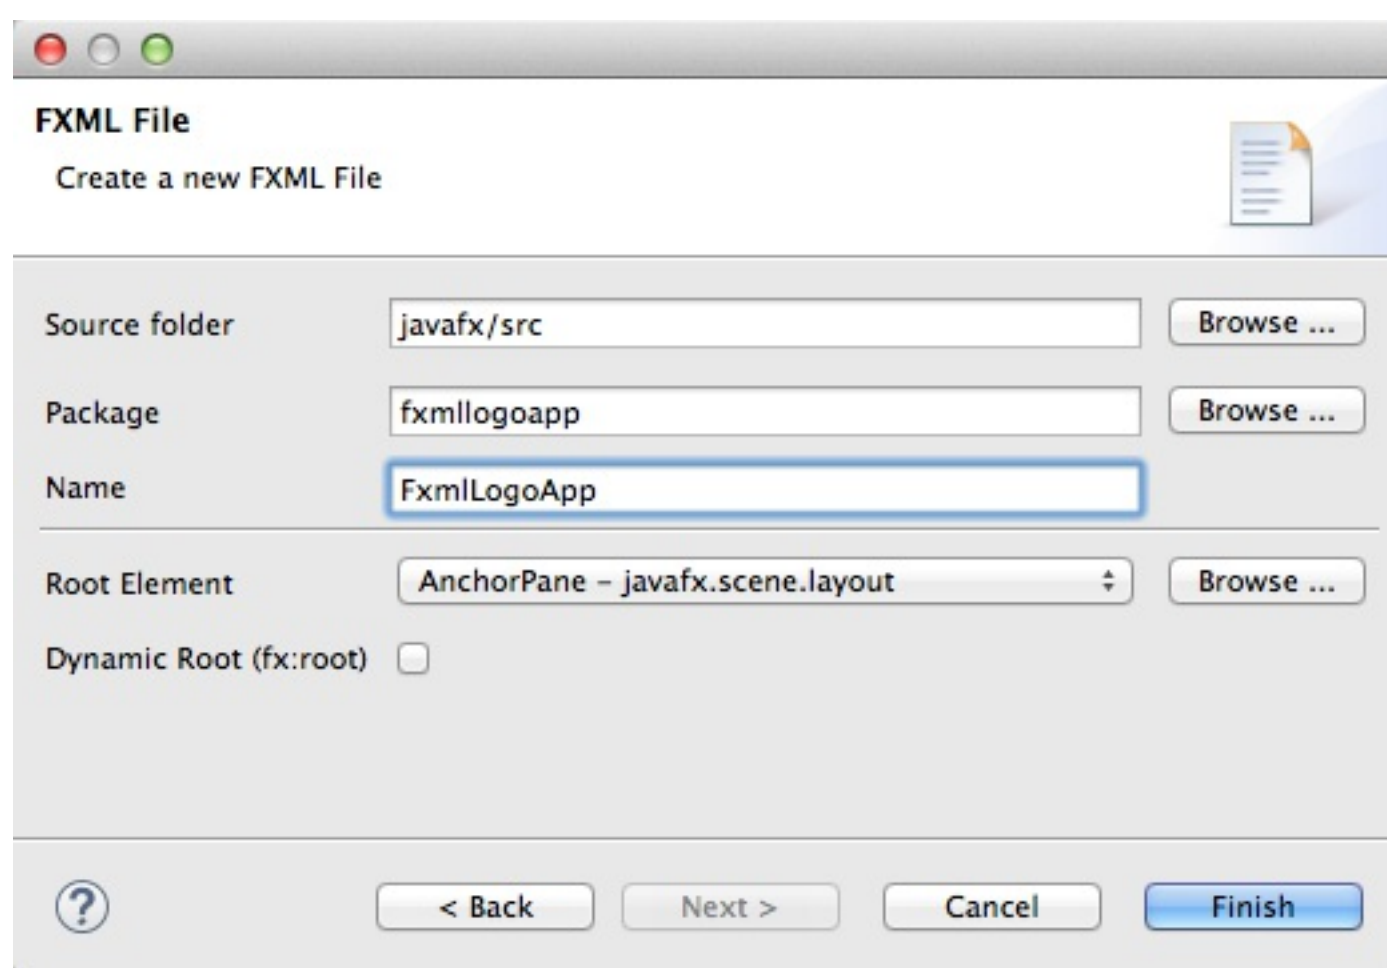 FXML File
Create a new FXML File
Source folder javafx/src Browse ...
Package fxmllogoapp Browse ...
Name FxmlLogoApp
Root Element AnchorPane – javafx.scene.layout Browse ...
Dynamic Root (fx:root)
? < Back Next > Cancel Finish